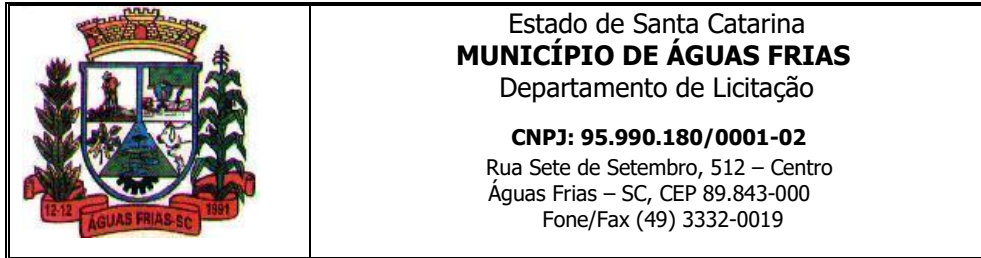 Estado de Santa Catarina
MUNICÍPIO DE ÁGUAS FRIAS
Departamento de Licitação
CNPJ: 95.990.180/0001-02
Rua Sete de Setembro, 512 – Centro
Águas Frias – SC, CEP 89.843-000
Fone/Fax (49) 3332-0019
12-12
ÁGUAS FRIAS-SC
1991